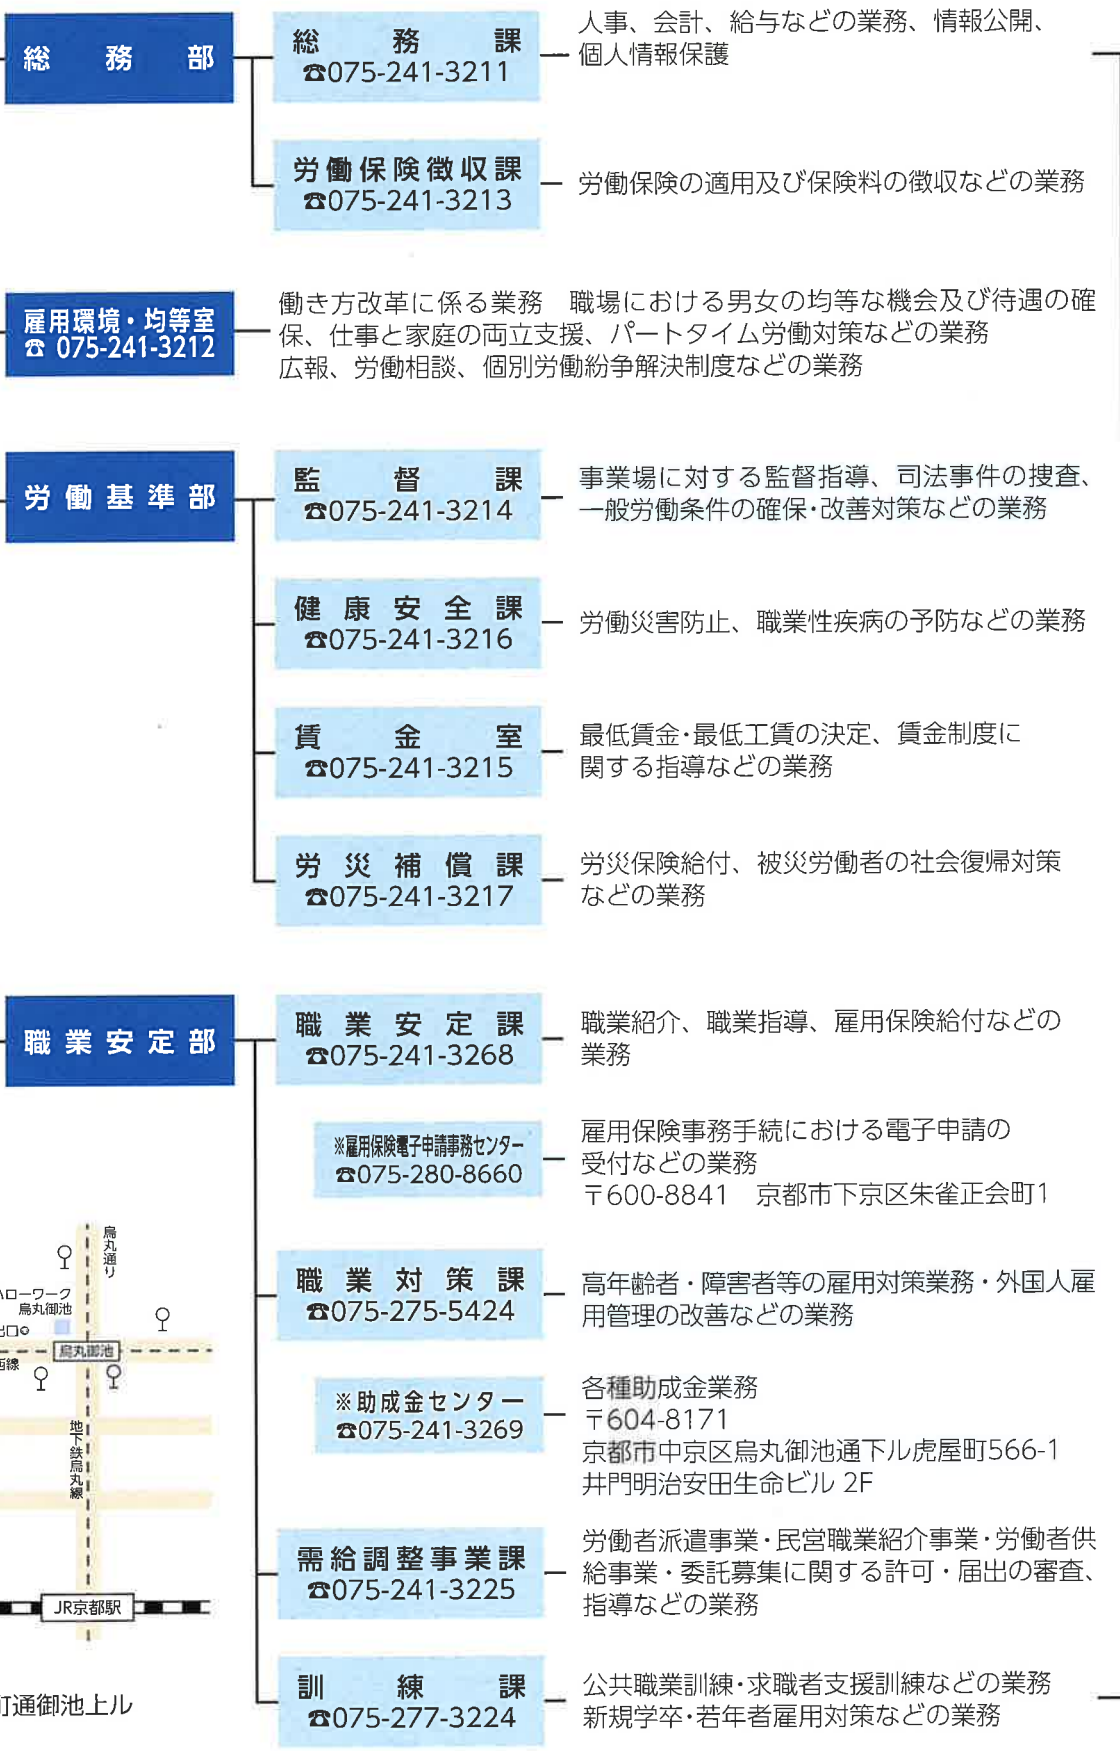 総務部
総務課
☎075-241-3211
人事、会計、給与などの業務、情報公開、
個人情報保護
労働保険徴収課
☎075-241-3213
労働保険の適用及び保険料の徴収などの業務
雇用環境・均等室
☎ 075-241-3212
働き方改革に係る業務　職場における男女の均等な機会及び待遇の確
保、仕事と家庭の両立支援、パートタイム労働対策などの業務
広報、労働相談、個別労働紛争解決制度などの業務
労働基準部
監督課
☎075-241-3214
事業場に対する監督指導、司法事件の捜査、
一般労働条件の確保・改善対策などの業務
健康安全課
☎075-241-3216
労働災害防止、職業性疾病の予防などの業務
賃金室
☎075-241-3215
最低賃金・最低工賃の決定、賃金制度に
関する指導などの業務
労災補償課
☎075-241-3217
労災保険給付、被災労働者の社会復帰対策
などの業務
職業安定部
職業安定課
☎075-241-3268
職業紹介、職業指導、雇用保険給付などの
業務
※雇用保険電子申請事務センター
☎075-280-8660
雇用保険事務手続における電子申請の
受付などの業務
〒600-8841　京都市下京区朱雀正会町1
職業対策課
☎075-275-5424
高年齢者・障害者等の雇用対策業務・外国人雇
用管理の改善などの業務
※助成金センター
☎075-241-3269
各種助成金業務
〒604-8171
京都市中京区烏丸御池通下ル虎屋町566-1
井門明治安田生命ビル 2F
需給調整事業課
☎075-241-3225
労働者派遣事業・民営職業紹介事業・労働者供
給事業・委託募集に関する許可・届出の審査、
指導などの業務
訓練課
☎075-277-3224
公共職業訓練・求職者支援訓練などの業務
新規学卒・若年者雇用対策などの業務
烏丸通り
ハローワーク
烏丸御池
出口
西線
烏丸御池
地下鉄烏丸線
JR京都駅
町通御池上ル